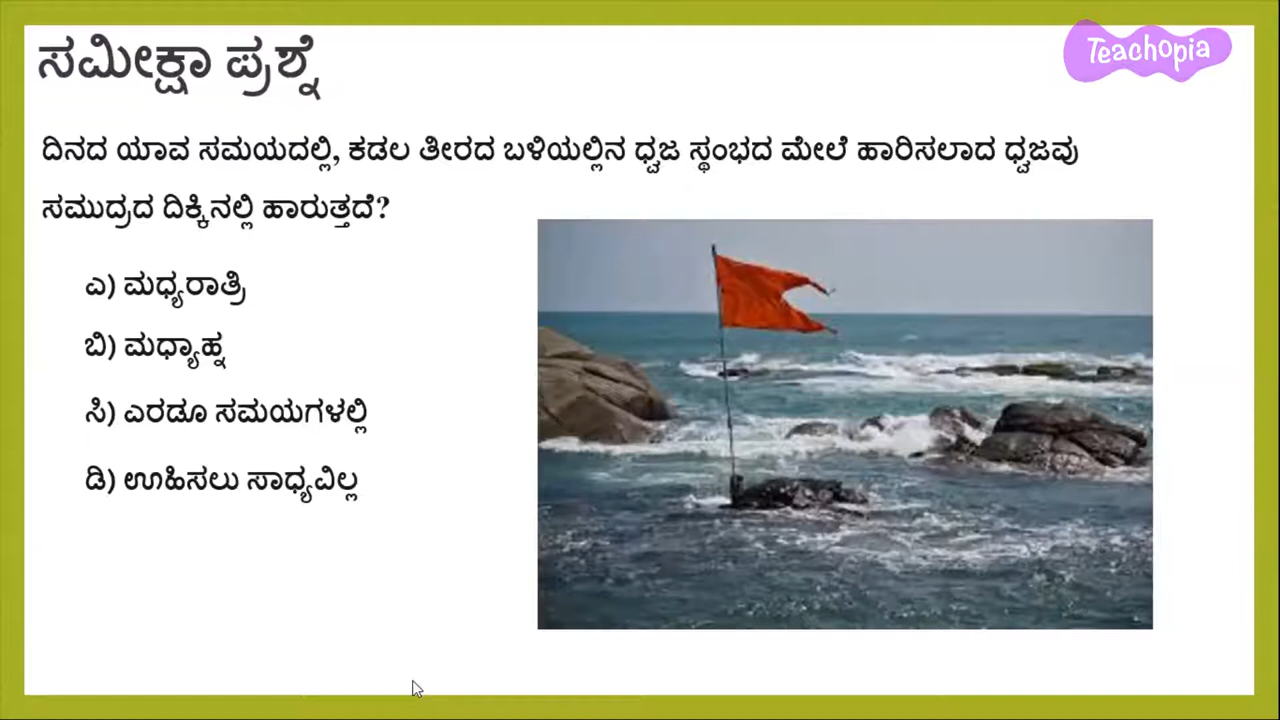 ಸಮೀಕ್ಷಾ ಪ್ರಶ್ನೆ
Teachopia
ದಿನದ ಯಾವ ಸಮಯದಲ್ಲಿ, ಕಡಲ ತೀರದ ಬಳಿಯಲ್ಲಿನ ಧ್ವಜ ಸ್ಥಂಭದ ಮೇಲೆ ಹಾರಿಸಲಾದ ಧ್ವಜವು
ಸಮುದ್ರದ ದಿಕ್ಕಿನಲ್ಲಿ ಹಾರುತ್ತದೆ?
ಎ) ಮಧ್ಯರಾತ್ರಿ
ಬಿ) ಮಧ್ಯಾಹ್ನ
ಸಿ) ಎರಡೂ ಸಮಯಗಳಲ್ಲಿ
ಡಿ) ಊಹಿಸಲು ಸಾಧ್ಯವಿಲ್ಲ